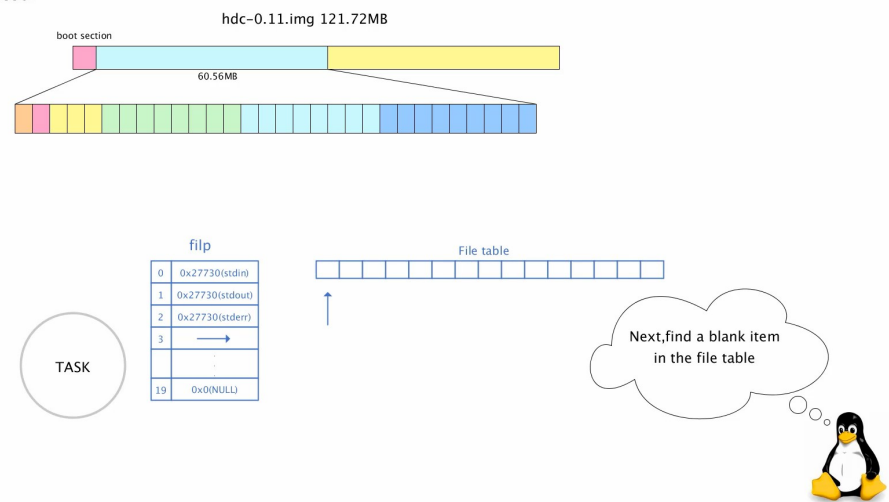 hdc-0.11.img 121.72MB
boot section
60.56MB
filp
File table
0 0x27730(stdin)
1 0x27730(stdout)
2 0x27730(stderr)
3
19 0x0(NULL)
TASK
Next,find a blank item
in the file table